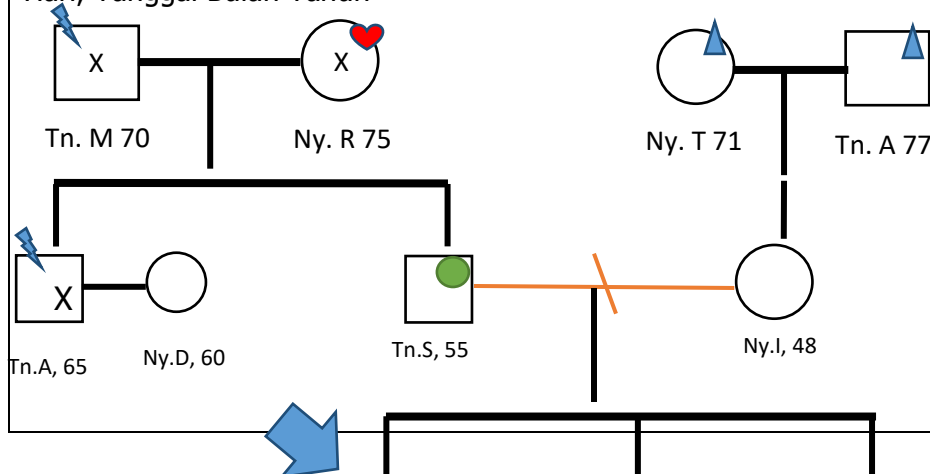 X
X
Tn. M 70
Ny. R 75
Ny. T 71
Tn. A 77
X
Tn.A, 65
Ny.D, 60
Tn.S, 55
Ny.I, 48